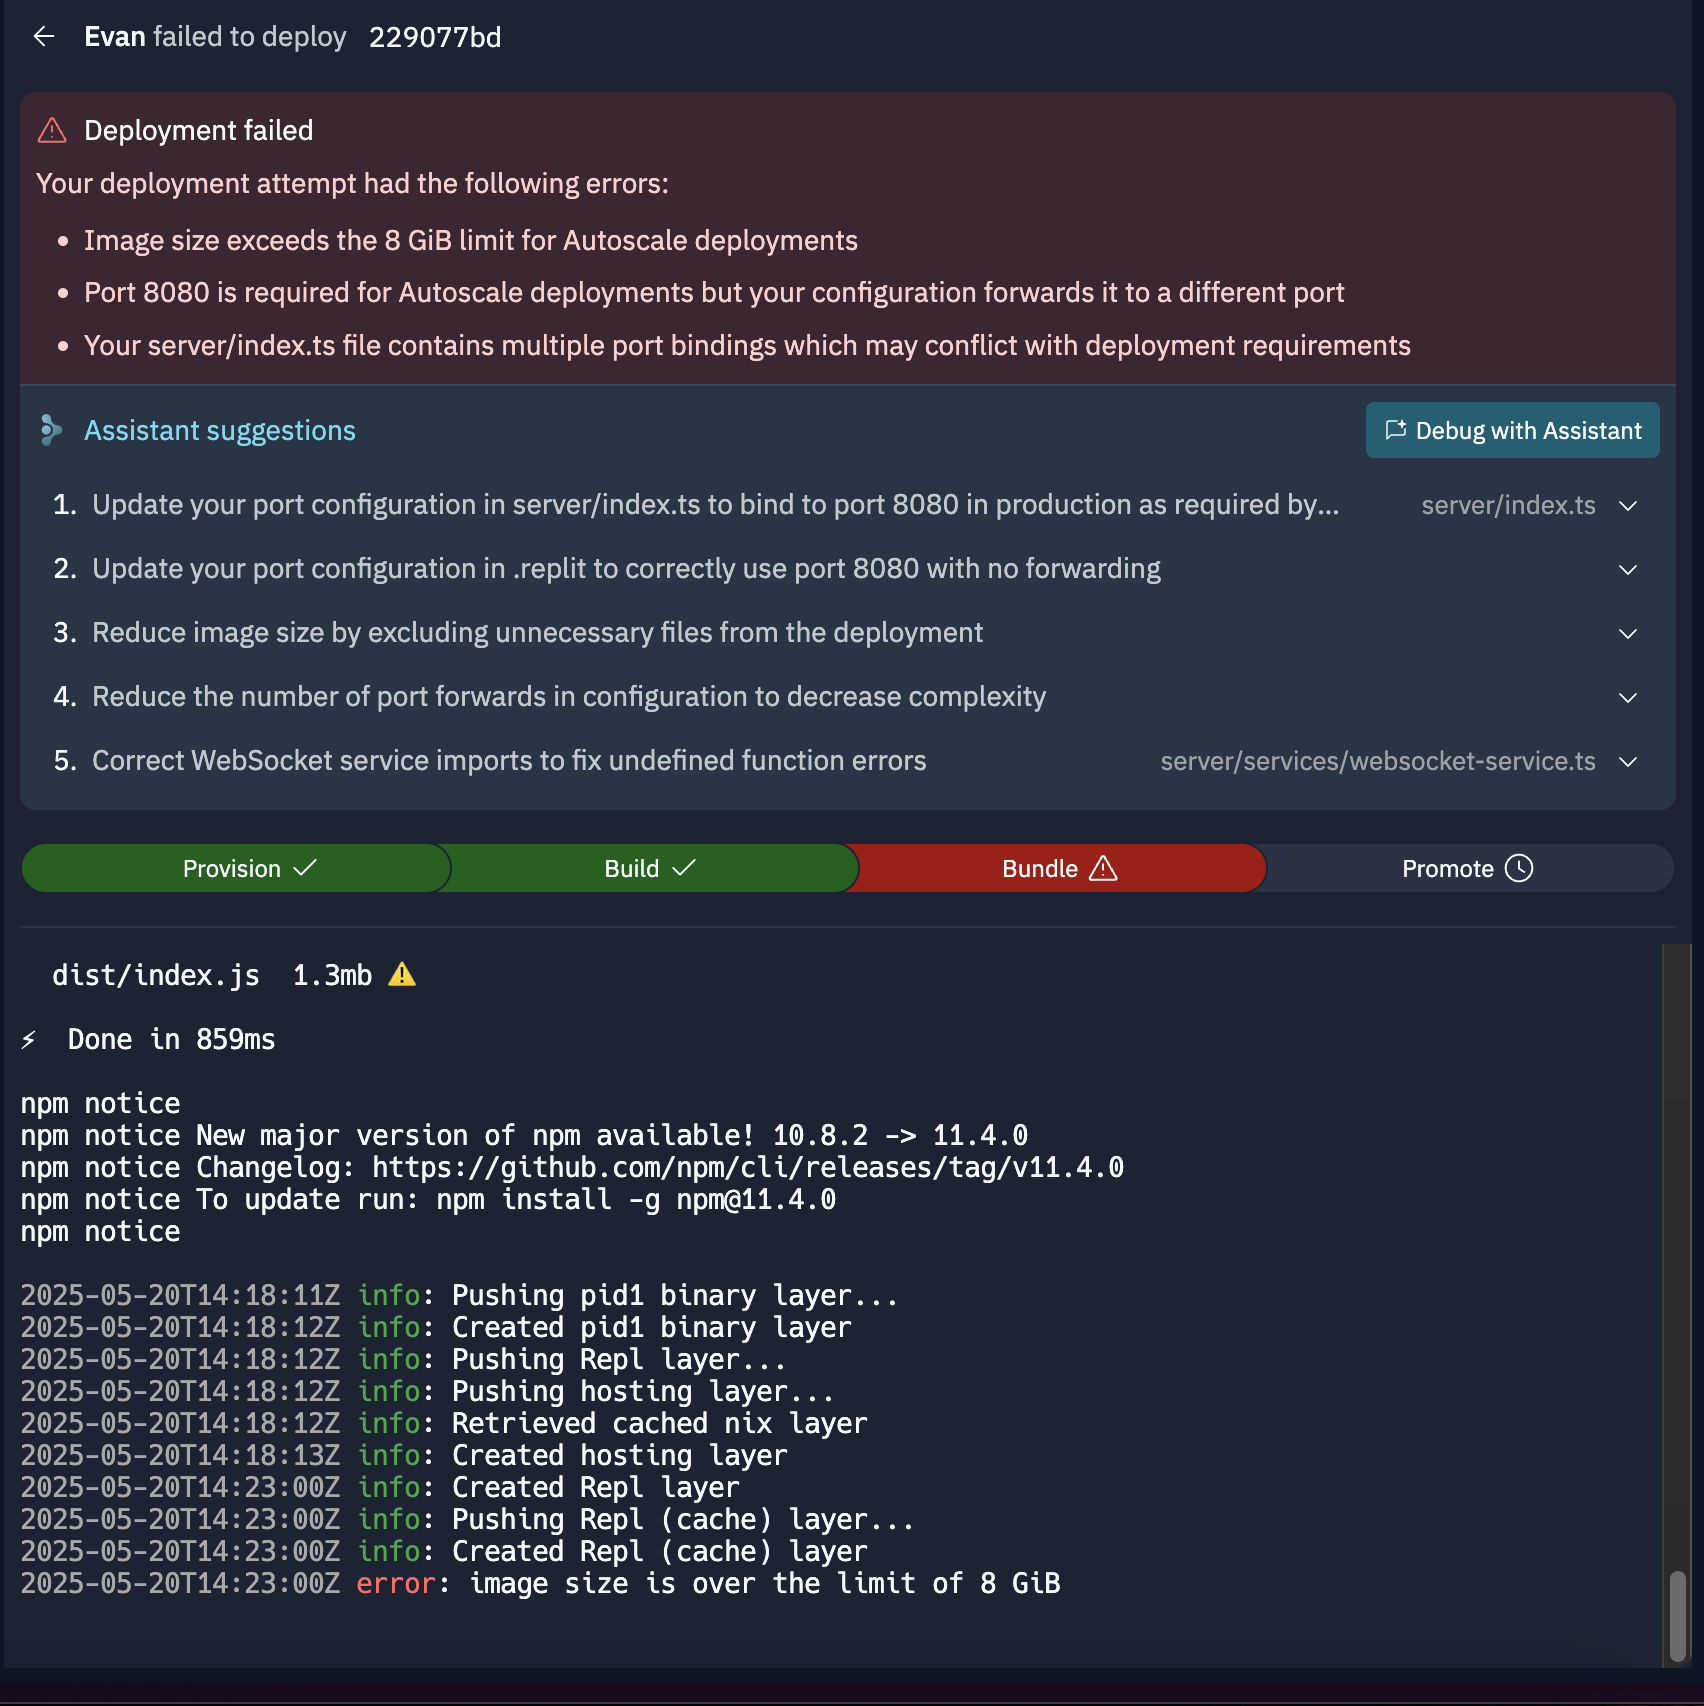 Evan failed to deploy 229077bd
Deployment failed
Your deployment attempt had the following errors:
• Image size exceeds the 8 GiB limit for Autoscale deployments
• Port 8080 is required for Autoscale deployments but your configuration forwards it to a different port
• Your server/index.ts file contains multiple port bindings which may conflict with deployment requirements
Assistant suggestions
Debug with Assistant
1. Update your port configuration in server/index.ts to bind to port 8080 in production as required by... server/index.ts
2. Update your port configuration in .replit to correctly use port 8080 with no forwarding
3. Reduce image size by excluding unnecessary files from the deployment
4. Reduce the number of port forwards in configuration to decrease complexity
5. Correct WebSocket service imports to fix undefined function errors server/services/websocket-service.ts
Provision Build Bundle Promote
dist/index.js 1.3mb ⚠️
⚡ Done in 859ms
npm notice
npm notice New major version of npm available! 10.8.2 -> 11.4.0
npm notice Changelog: https://github.com/npm/cli/releases/tag/v11.4.0
npm notice To update run: npm install -g npm@11.4.0
npm notice
2025-05-20T14:18:11Z info: Pushing pid1 binary layer...
2025-05-20T14:18:12Z info: Created pid1 binary layer
2025-05-20T14:18:12Z info: Pushing Repl layer...
2025-05-20T14:18:12Z info: Pushing hosting layer...
2025-05-20T14:18:12Z info: Retrieved cached nix layer
2025-05-20T14:18:13Z info: Created hosting layer
2025-05-20T14:23:00Z info: Created Repl layer
2025-05-20T14:23:00Z info: Pushing Repl (cache) layer...
2025-05-20T14:23:00Z info: Created Repl (cache) layer
2025-05-20T14:23:00Z error: image size is over the limit of 8 GiB